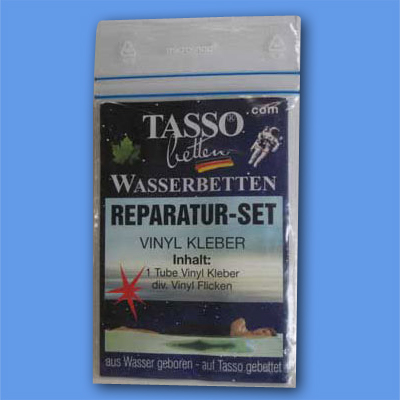 microsnap®
.com
TASSO®
betten
WASSERBETTEN
REPARATUR-SET
VINYL KLEBER
Inhalt:
1 Tube Vinyl Kleber
div. Vinyl Flicken
aus Wasser geboren - auf Tasso gebettet